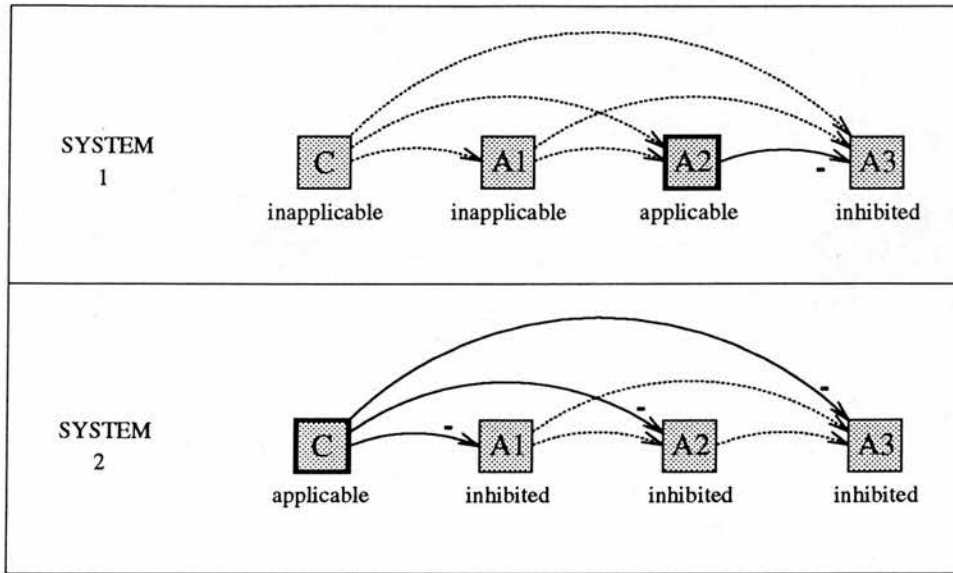 SYSTEM
1
C
A1
A2
A3
-
inapplicable
inapplicable
applicable
inhibited
SYSTEM
2
-
-
-
C
A1
A2
A3
applicable
inhibited
inhibited
inhibited